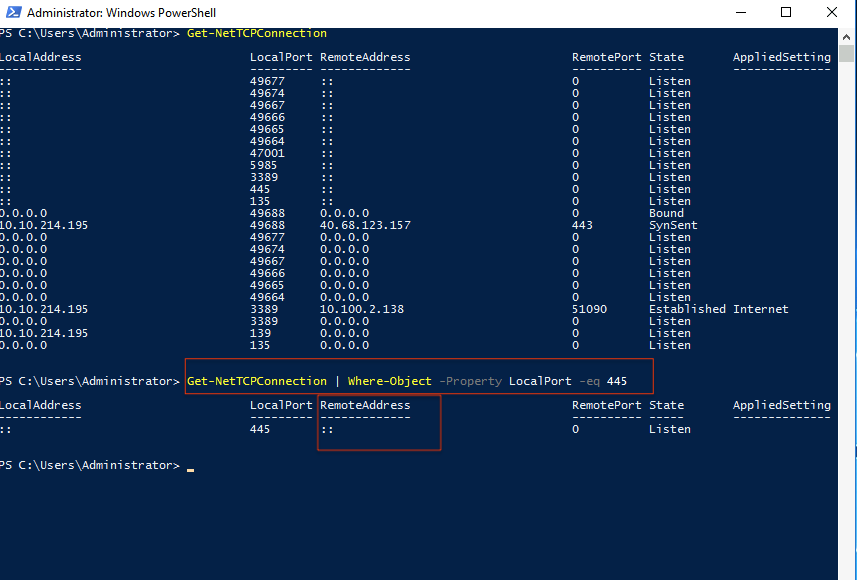 Administrator: Windows PowerShell
PS C:\Users\Administrator> Get-NetTCPConnection
LocalAddress LocalPort RemoteAddress RemotePort State AppliedSetting
------------ --------- ------------- ---------- ----- --------------
:: 49677 :: 0 Listen
:: 49674 :: 0 Listen
:: 49667 :: 0 Listen
:: 49666 :: 0 Listen
:: 49665 :: 0 Listen
:: 49664 :: 0 Listen
:: 47001 :: 0 Listen
:: 5985 :: 0 Listen
:: 3389 :: 0 Listen
:: 445 :: 0 Listen
:: 135 :: 0 Listen
0.0.0.0 49688 0.0.0.0 0 Bound
10.10.214.195 49688 40.68.123.157 443 SynSent
0.0.0.0 49677 0.0.0.0 0 Listen
0.0.0.0 49674 0.0.0.0 0 Listen
0.0.0.0 49667 0.0.0.0 0 Listen
0.0.0.0 49666 0.0.0.0 0 Listen
0.0.0.0 49665 0.0.0.0 0 Listen
0.0.0.0 49664 0.0.0.0 0 Listen
10.10.214.195 3389 10.100.2.138 51090 Established Internet
0.0.0.0 3389 0.0.0.0 0 Listen
10.10.214.195 139 0.0.0.0 0 Listen
0.0.0.0 135 0.0.0.0 0 Listen
PS C:\Users\Administrator> Get-NetTCPConnection | Where-Object -Property LocalPort -eq 445
LocalAddress LocalPort RemoteAddress RemotePort State AppliedSetting
------------ --------- ------------- ---------- ----- --------------
:: 445 :: 0 Listen
PS C:\Users\Administrator> _